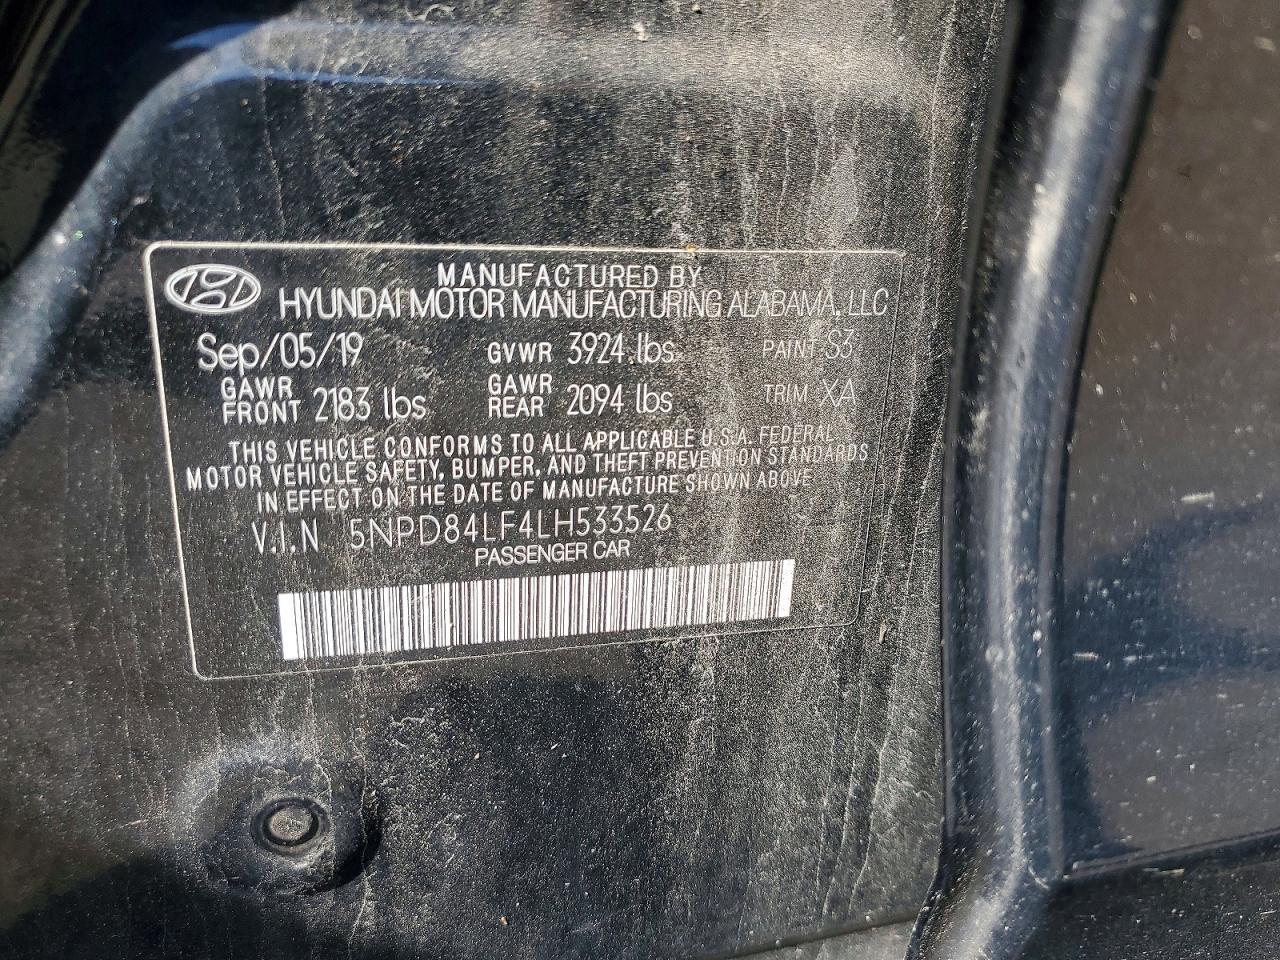 MANUFACTURED BY
HYUNDAI MOTOR MANUFACTURING ALABAMA, LLC
Sep/05/19 GVWR 3924 lbs PAINT S3
GAWR FRONT 2183 lbs GAWR REAR 2094 lbs TRIM XA
THIS VEHICLE CONFORMS TO ALL APPLICABLE U.S.A. FEDERAL
MOTOR VEHICLE SAFETY, BUMPER, AND THEFT PREVENTION STANDARDS
IN EFFECT ON THE DATE OF MANUFACTURE SHOWN ABOVE
V.I.N 5NPD84LF4LH533526
PASSENGER CAR